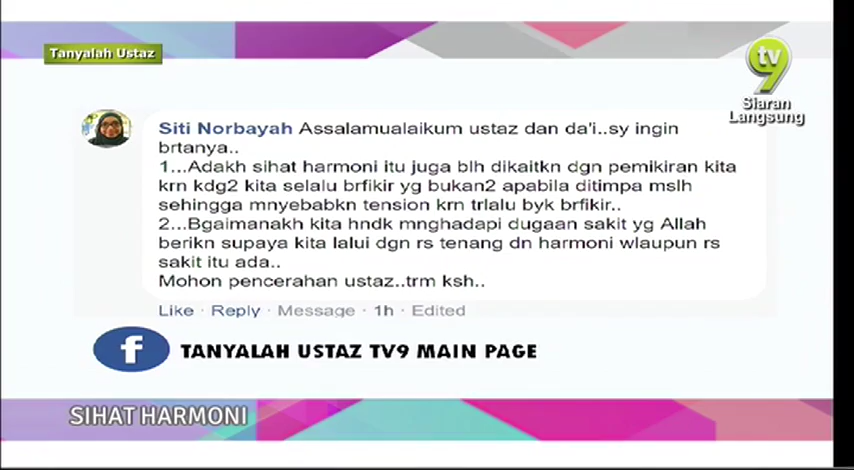 Tanyalah Ustaz
tv9
Siaran
Langsung
Siti Norbayah Assalamualaikum ustaz dan da'i..sy ingin
brtanya..
1...Adakh sihat harmoni itu juga blh dikaitkn dgn pemikiran kita
krn kdg2 kita selalu brfikir yg bukan2 apabila ditimpa mslh
sehingga mnyebabkn tension krn trlalu byk brfikir..
2...Bgaimanakh kita hndk mnghadapi dugaan sakit yg Allah
berikn supaya kita lalui dgn rs tenang dn harmoni wlaupun rs
sakit itu ada..
Mohon pencerahan ustaz..trm ksh..
Like · Reply · Message · 1h · Edited
f TANYALAH USTAZ TV9 MAIN PAGE
SIHAT HARMONI